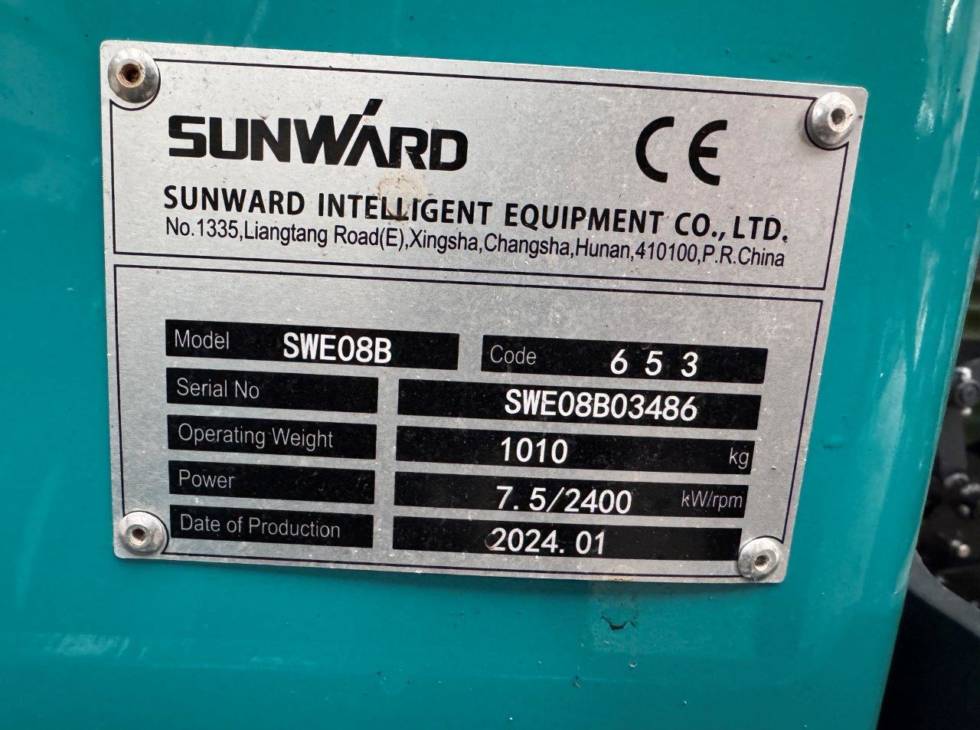 SUNWARD CE
SUNWARD INTELLIGENT EQUIPMENT CO., LTD.
No.1335,Liangtang Road(E),Xingsha,Changsha,Hunan,410100,P.R.China
Model SWE08B Code 6 5 3
Serial No SWE08B03486
Operating Weight 1010 kg
Power 7.5/2400 kW/rpm
Date of Production 2024.01